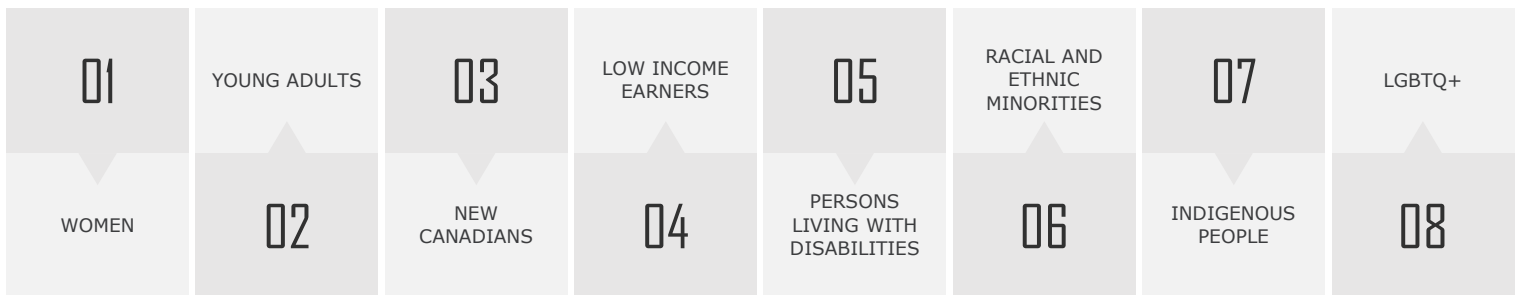 01
WOMEN
YOUNG ADULTS
02
03
NEW
CANADIANS
LOW INCOME
EARNERS
04
05
PERSONS
LIVING WITH
DISABILITIES
RACIAL AND
ETHNIC
MINORITIES
06
07
INDIGENOUS
PEOPLE
LGBTQ+
08